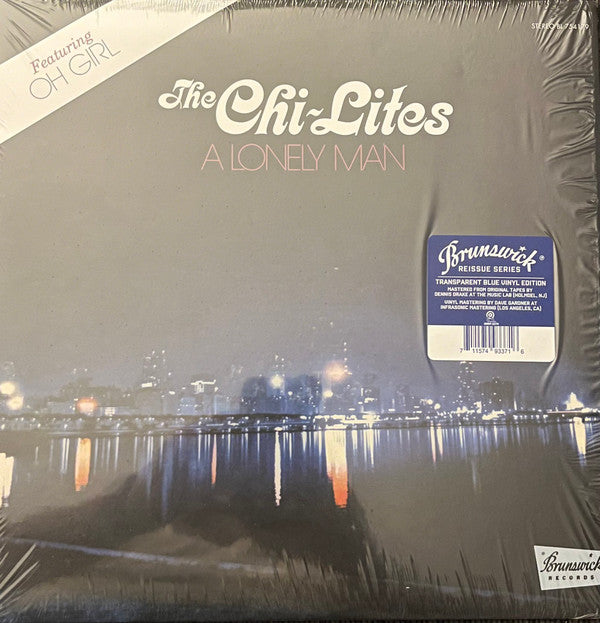 Featuring
OH GIRL
STEREO BL 754179
The Chi-Lites
A LONELY MAN
Brunswick®
REISSUE SERIES
TRANSPARENT BLUE VINYL EDITION
MASTERED FROM ORIGINAL TAPES BY
DENNIS DRAKE AT THE MUSIC LAB (HOLMDEL, NJ)
VINYL MASTERING BY DAVE GARDNER AT
INFRASONIC MASTERING (LOS ANGELES, CA)
7 11574 93371 6
Brunswick
RECORDS